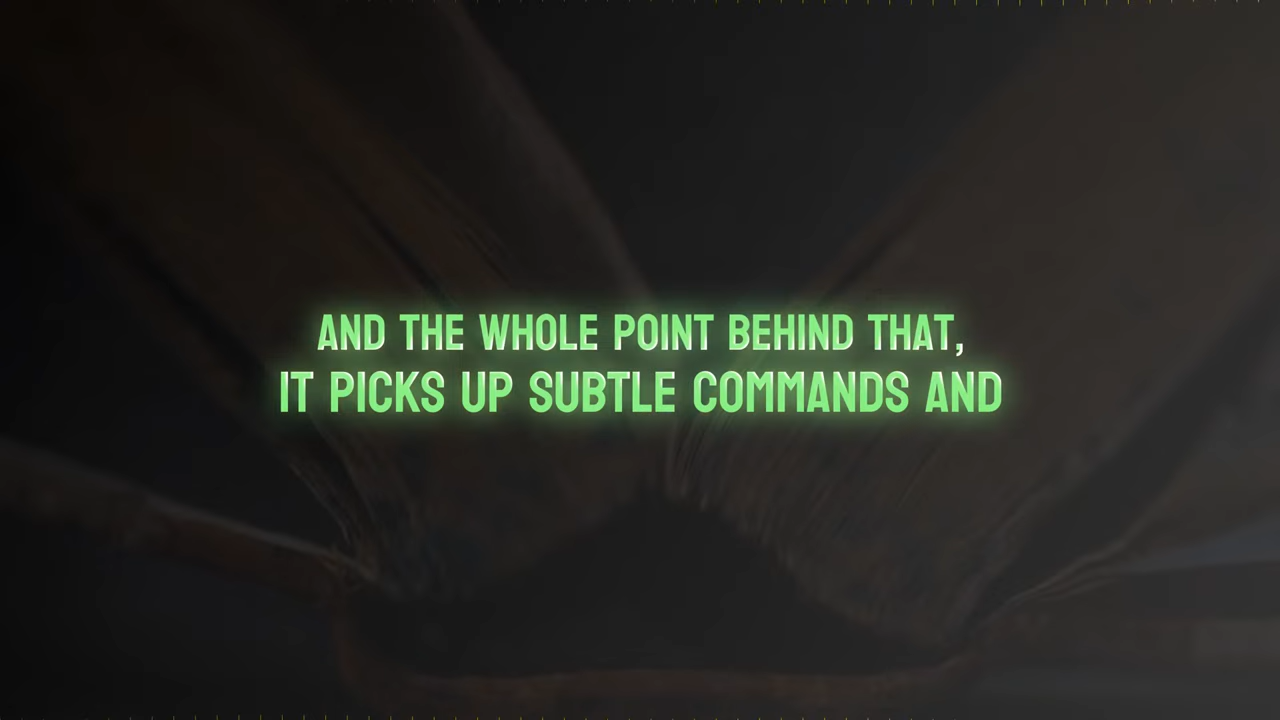 AND THE WHOLE POINT BEHIND THAT,
IT PICKS UP SUBTLE COMMANDS AND